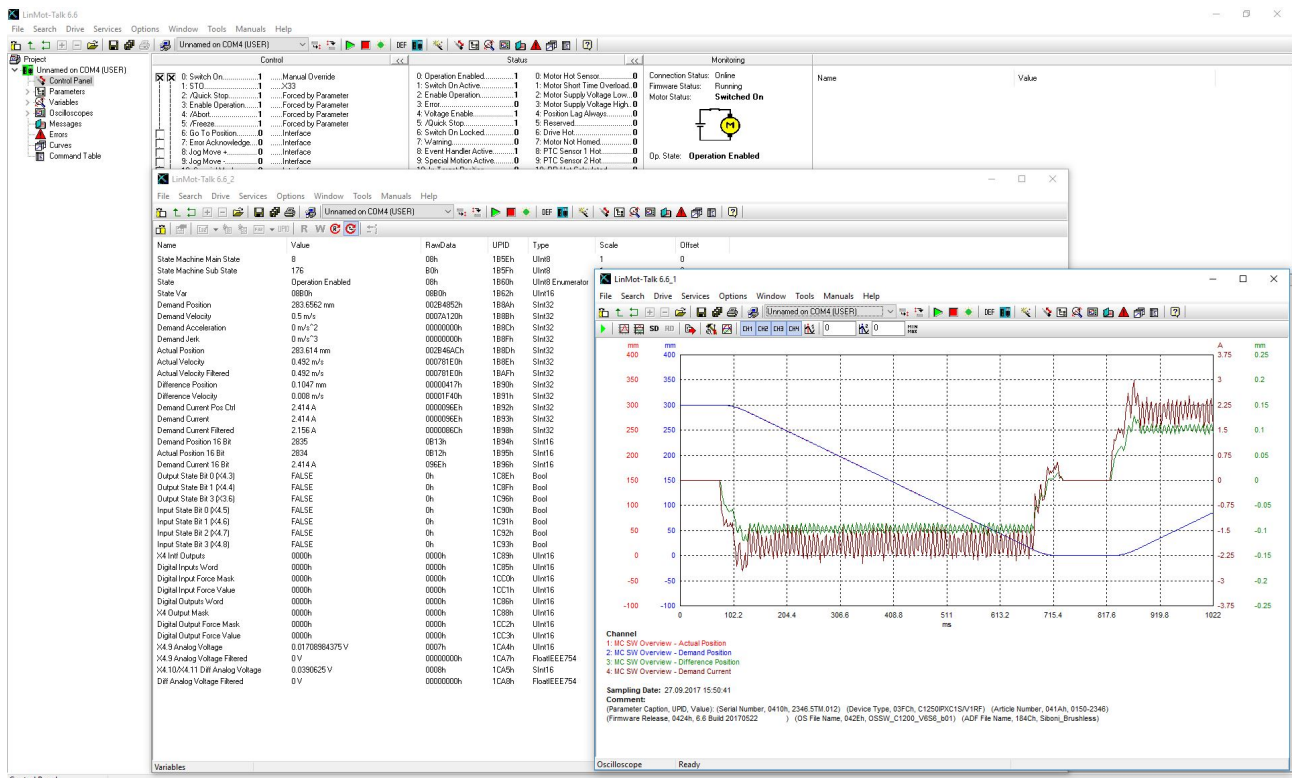 LinMot-Talk 6.6
File Search Drive Services Options Window Tools Manuals Help
Unnamed on COM4 (USER)
DEF
Project
Unnamed on COM4 (USER)
Control Panel
Parameters
Variables
Oscilloscopes
Messages
Errors
Curves
Command Table
Control
<<
0: Switch On..............1 .....Manual Override
1: STO......................1 .....X33
2: /Quick Stop...........1 .....Forced by Parameter
3: Enable Operation......1 .....Forced by Parameter
4: /Abort...................1 .....Forced by Parameter
5: /Freeze.................1 .....Forced by Parameter
6: Go To Position.........0 .....Interface
7: Error Acknowledge....0 .....Interface
8: Jog Move +............0 .....Interface
9: Jog Move -.............0 .....Interface
Status
<<
0: Operation Enabled..........1
1: Switch On Active............1
2: Enable Operation............1
3: Error..........................0
4: Voltage Enable..............1
5: /Quick Stop..................1
6: Switch On Locked...........0
7: Warning......................0
8: Event Handler Active........1
9: Special Motion Active.......0
0: Motor Hot Sensor............0
1: Motor Short Time Overload..0
2: Motor Supply Voltage Low...0
3: Motor Supply Voltage High..0
4: Position Lag Always..........0
5: Reserved.....................0
6: Drive Hot.....................0
7: Motor Not Homed............0
8: PTC Sensor 1 Hot............0
9: PTC Sensor 2 Hot............0
Monitoring
Connection Status: Online
Firmware Status: Running
Motor Status: Switched On
M
Op. State: Operation Enabled
Name Value
LinMot-Talk 6.6_2
File Search Drive Services Options Window Tools Manuals Help
Unnamed on COM4 (USER)
DEF
R W
Name Value RawData UPID Type Scale Offset
State Machine Main State 8 08h 1B5Eh UInt8 1 0
State Machine Sub State 176 B0h 1B5Fh UInt8
State Operation Enabled 08h 1B60h UInt8 Enumerator
State Var 08B0h 08B0h 1B62h UInt16
Demand Position 283.6562 mm 002B4852h 1B8Ah SInt32
Demand Velocity 0.5 m/s 0007A120h 1B8Bh SInt32
Demand Acceleration 0 m/s^2 00000000h 1B8Ch SInt32
Demand Jerk 0 m/s^3 00000000h 1B8Fh SInt32
Actual Position 283.614 mm 002B46ACh 1B8Dh SInt32
Actual Velocity 0.492 m/s 000781E0h 1B8Eh SInt32
Actual Velocity Filtered 0.492 m/s 000781E0h 1BAFh SInt32
Difference Position 0.1047 mm 00000417h 1B90h SInt32
Difference Velocity 0.008 m/s 00001F40h 1B91h SInt32
Demand Current Pos Ctrl 2.414 A 0000096Eh 1B92h SInt32
Demand Current 2.414 A 0000096Eh 1B93h SInt32
Demand Current Filtered 2.156 A 0000086Ch 1B98h SInt32
Demand Position 16 Bit 2835 0B13h 1B94h SInt16
Actual Position 16 Bit 2834 0B12h 1B95h SInt16
Demand Current 16 Bit 2.414 A 096Eh 1B96h SInt16
Output State Bit 0 (X4.3) FALSE 0h 1C8Eh Bool
Output State Bit 1 (X4.4) FALSE 0h 1C8Fh Bool
Output State Bit 3 (X3.6) FALSE 0h 1C96h Bool
Input State Bit 0 (X4.5) FALSE 0h 1C90h Bool
Input State Bit 1 (X4.6) FALSE 0h 1C91h Bool
Input State Bit 2 (X4.7) FALSE 0h 1C92h Bool
Input State Bit 3 (X4.8) FALSE 0h 1C93h Bool
X4 Intf Outputs 0000h 0000h 1C89h UInt16
Digital Inputs Word 0000h 0000h 1C85h UInt16
Digital Input Force Mask 0000h 0000h 1CC0h UInt16
Digital Input Force Value 0000h 0000h 1CC1h UInt16
Digital Outputs Word 0000h 0000h 1C86h UInt16
X4 Output Mask 0000h 0000h 1C88h UInt16
Digital Output Force Mask 0000h 0000h 1CC2h UInt16
Digital Output Force Value 0000h 0000h 1CC3h UInt16
X4.9 Analog Voltage 0.01708984375 V 0007h 1CA4h UInt16
X4.9 Analog Voltage Filtered 0 V 00000000h 1CA7h FloatIEEE754
X4.10/X4.11 Diff Analog Voltage 0.0390625 V 0008h 1CA5h SInt16
Diff Analog Voltage Filtered 0 V 00000000h 1CA8h FloatIEEE754
Variables
LinMot-Talk 6.6_1
File Search Drive Services Options Window Tools Manuals Help
Unnamed on COM4 (USER)
DEF
SD RD CH1 CH2 CH3 CH4 0 0 MIN MAX
mm mm A mm
400 400 3.75 0.25
350 350 3 0.2
300 300 2.25 0.15
250 250 1.5 0.1
200 200 0.75 0.05
150 150 0 0
100 100 -0.75 -0.05
50 50 -1.5 -0.1
0 0 -2.25 -0.15
-50 -50 -3 -0.2
-100 -100 -3.75 -0.25
0 102.2 204.4 306.6 408.8 511 613.2 715.4 817.6 919.8 1022
ms
Channel
1: MC SW Overview - Actual Position
2: MC SW Overview - Demand Position
3: MC SW Overview - Difference Position
4: MC SW Overview - Demand Current
Sampling Date: 27.09.2017 15:50:41
Comment:
(Parameter Caption, UPID, Value): (Serial Number, 0410h, 2346.5TM.012) (Device Type, 03FCh, C1250IPXC1S/V1RF) (Article Number, 041Ah, 0150-2346)
(Firmware Release, 0424h, 6.6 Build 20170522 ) (OS File Name, 042Eh, OSSW_C1200_V6S6_b01) (ADF File Name, 184Ch, Siboni_Brushless)
Oscilloscope Ready